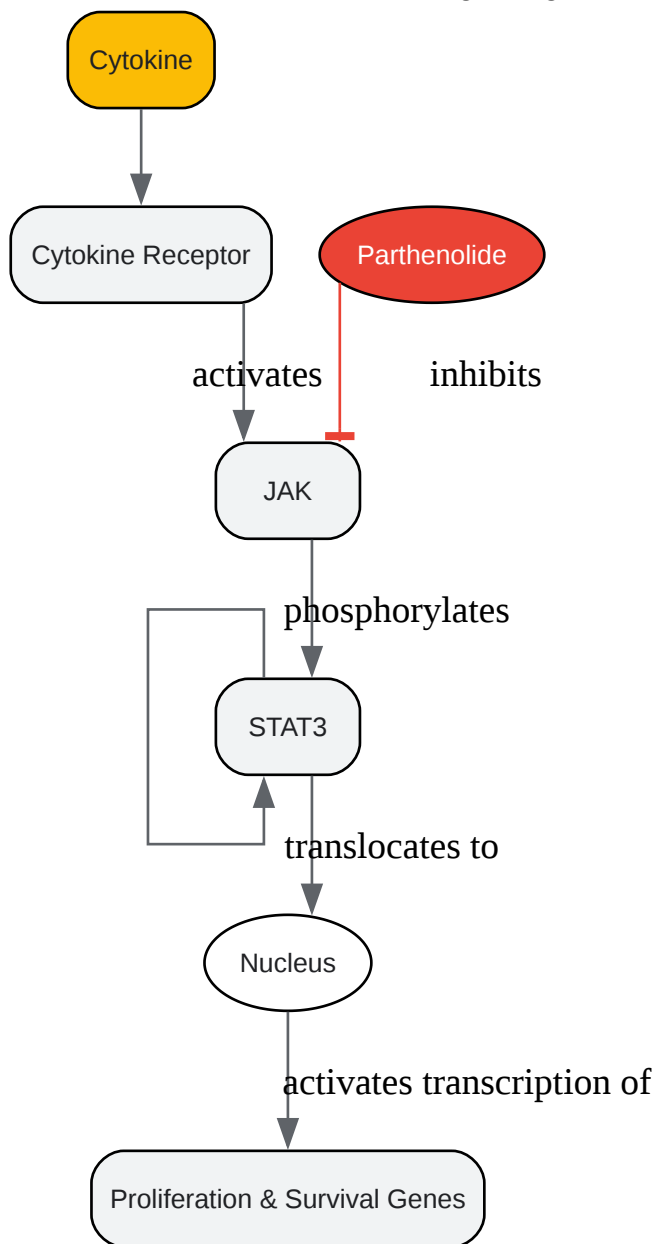 Cytokine
Cytokine Receptor
Parthenolide
activates
inhibits
JAK
phosphorylates
STAT3
translocates to
Nucleus
activates transcription of
Proliferation & Survival Genes